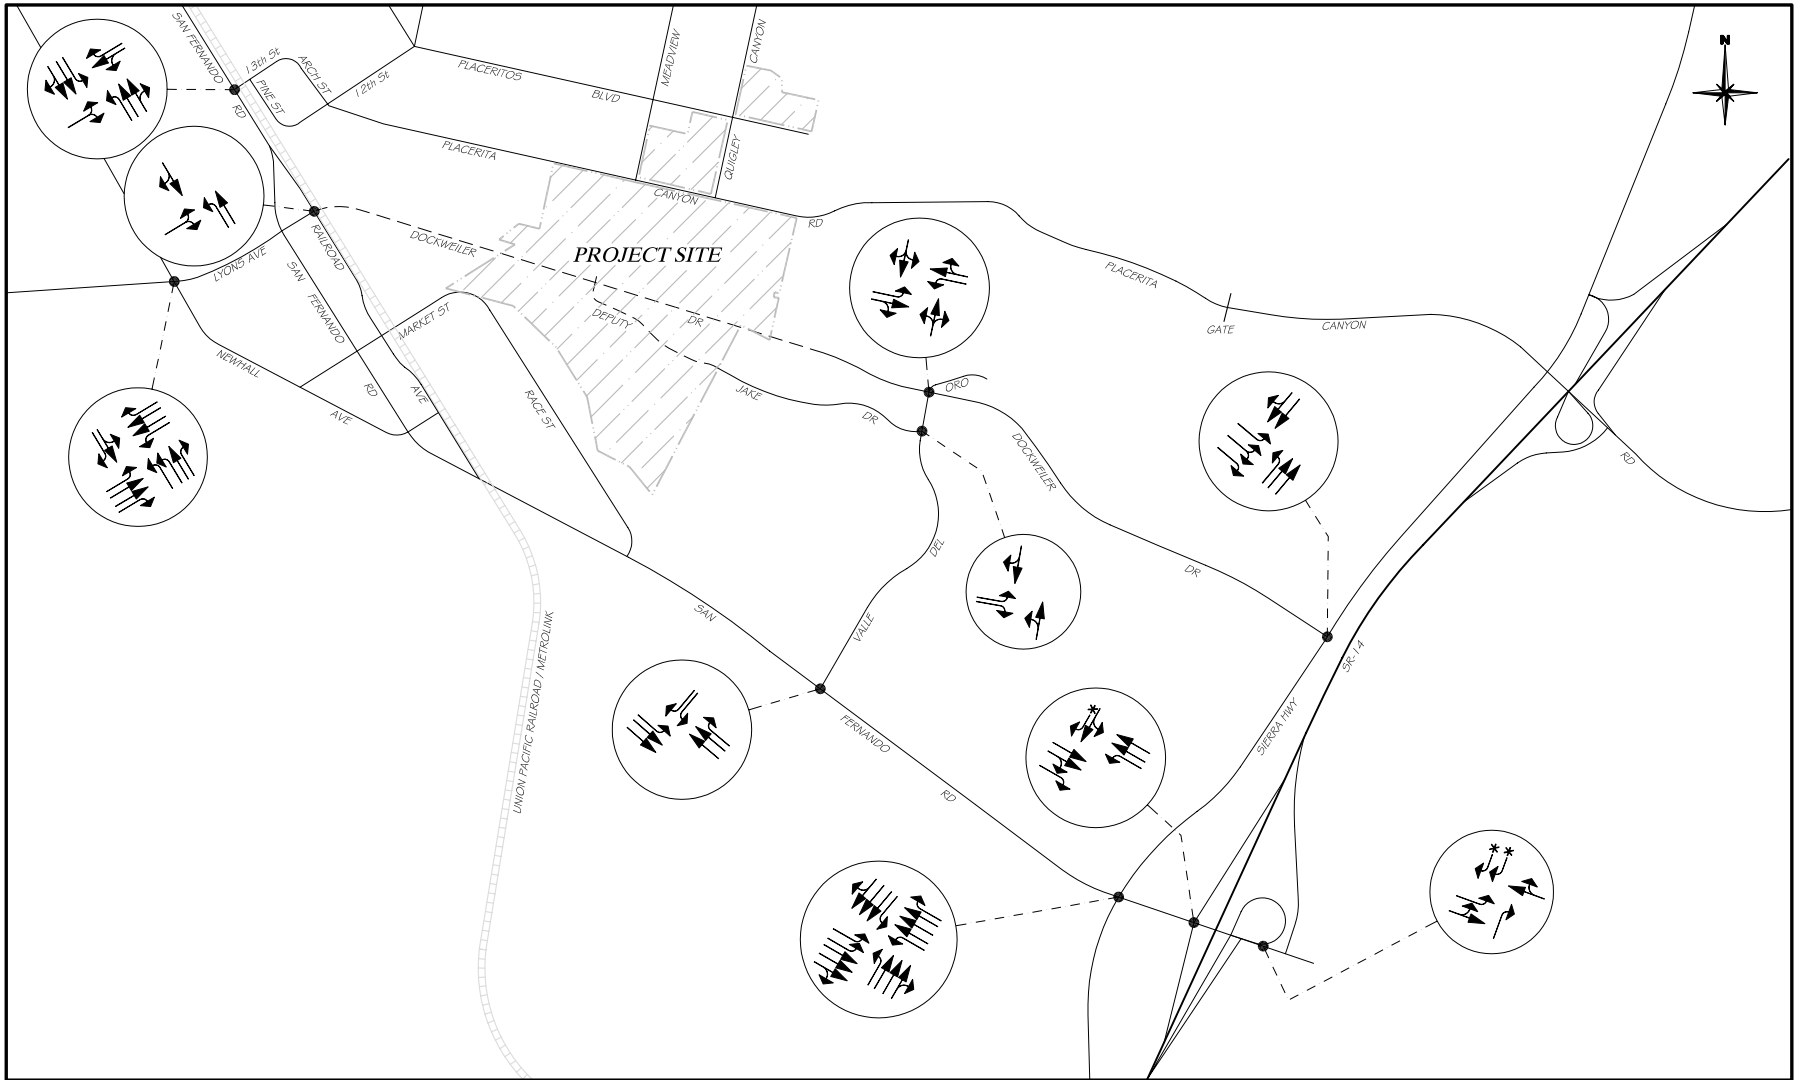 SAN FERNANDO
RD
13th St
ARCH ST
PINE ST
12th St
PLACERITOS
BLVD
MEADVIEW
CANYON
QUIGLEY
N
PLACERITA
CANYON
RD
DOCKWEILER
PROJECT SITE
DR
LYONS AVE
RAILROAD
AVE
SAN
FERNANDO
RD
MARKET ST
NEWHALL
AVE
RACE ST
DEPUTY
JAKE
DR
ORO
PLACERITA
GATE
CANYON
RD
DOCKWEILER
DR
DEL
VALLE
SAN
FERNANDO
RD
UNION PACIFIC RAILROAD / METROLINK
SIERRA HWY
SR-14
*
* *